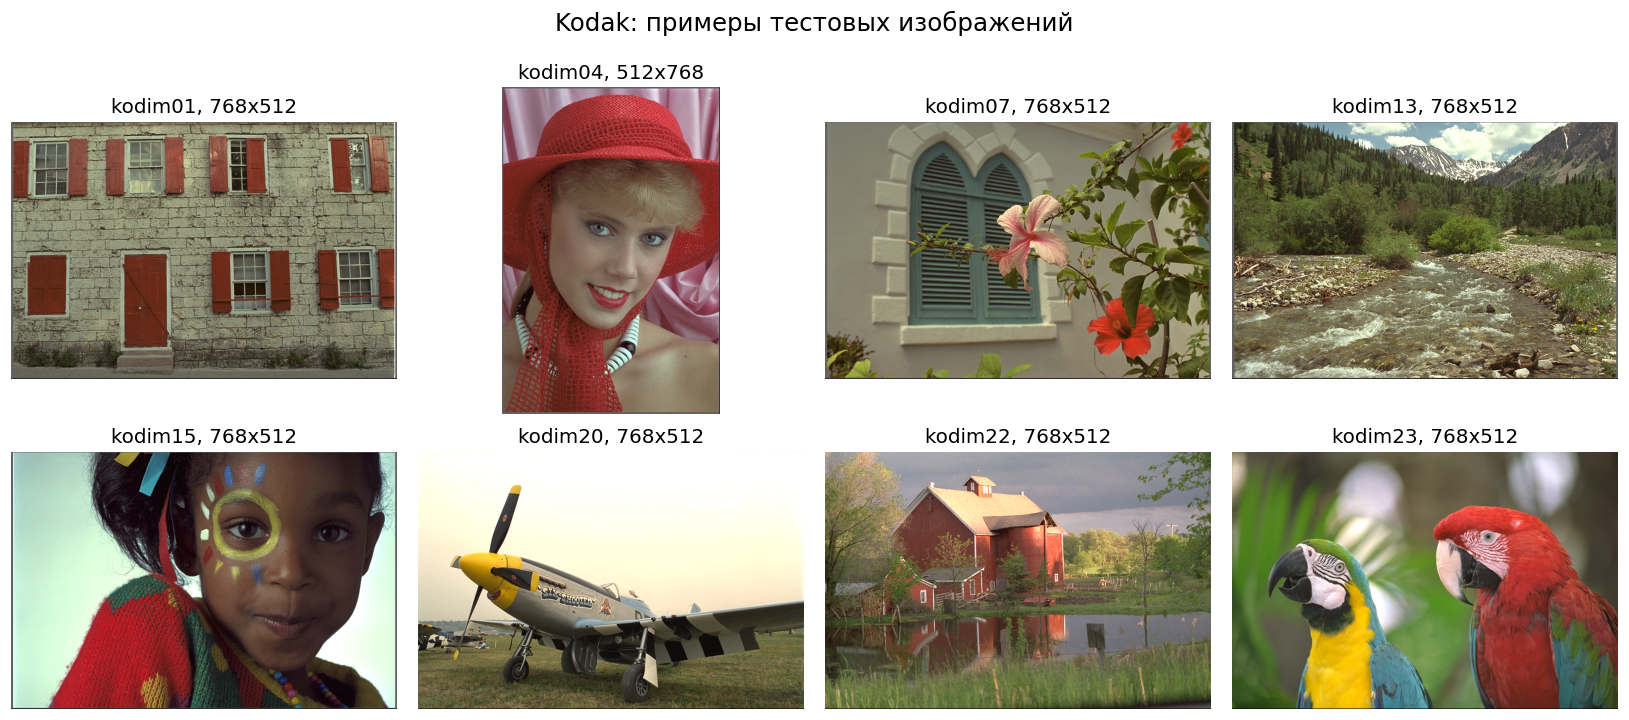 Kodak: примеры тестовых изображений
kodim01, 768x512
kodim04, 512x768
kodim07, 768x512
kodim13, 768x512
kodim15, 768x512
kodim20, 768x512
kodim22, 768x512
kodim23, 768x512